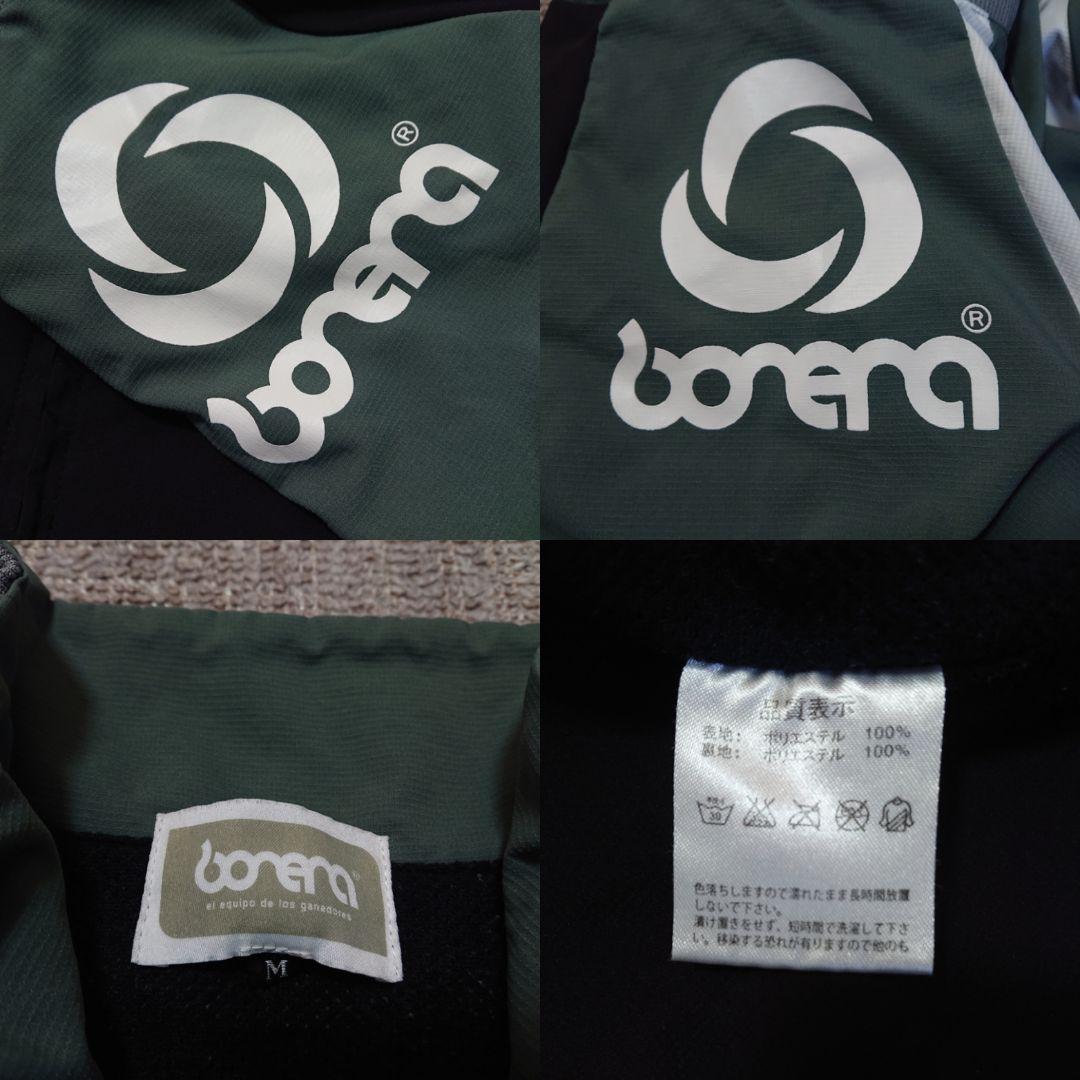 bonera®
bonera®
bonera®
el equipo de los ganadores
M
品質表示
表地: ポリエステル 100%
裏地: ポリエステル 100%
手洗イ
30
色落ちしますので濡れたまま長時間放置
しないで下さい。
漬け置きをせず、短時間で洗濯して下さ
い。移染する恐れが有りますので他のも